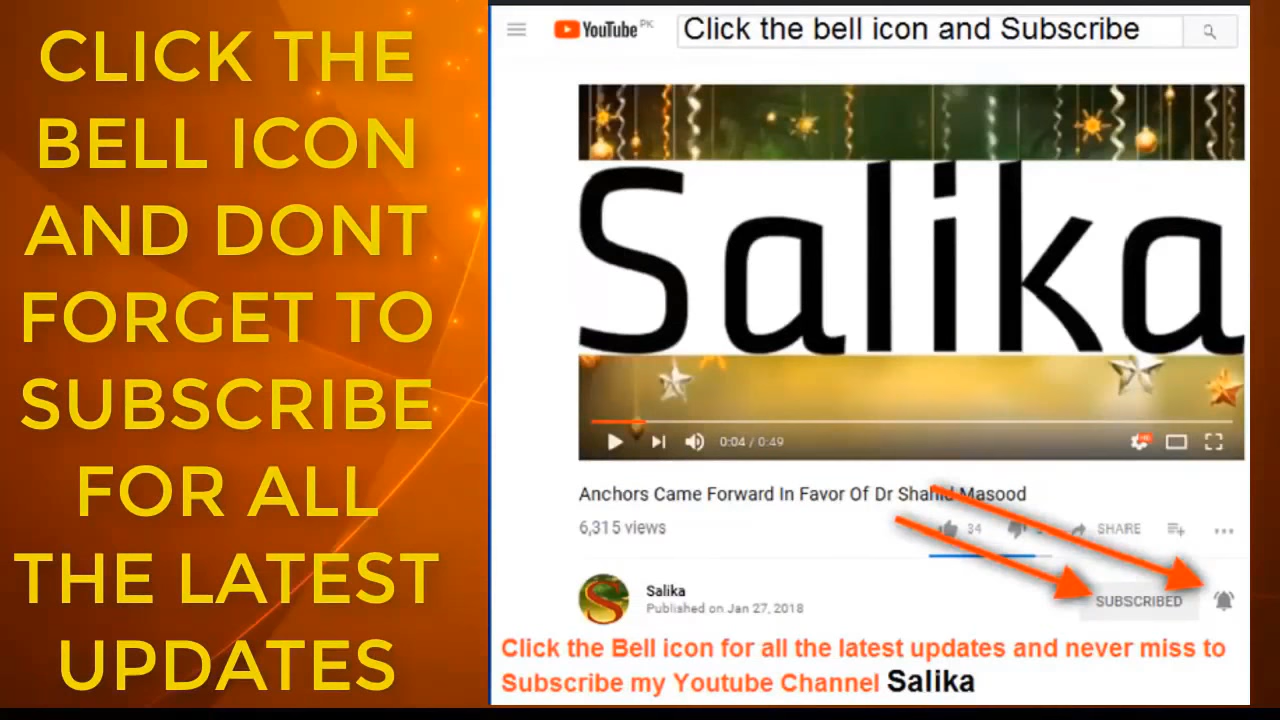 CLICK THE
BELL ICON
AND DONT
FORGET TO
SUBSCRIBE
FOR ALL
THE LATEST
UPDATES
YouTube PK
Click the bell icon and Subscribe
Salika
0:04 / 0:49
Anchors Came Forward In Favor Of Dr Shahid Masood
6,315 views
34
SHARE
S
Salika
Published on Jan 27, 2018
SUBSCRIBED
Click the Bell icon for all the latest updates and never miss to
Subscribe my Youtube Channel Salika